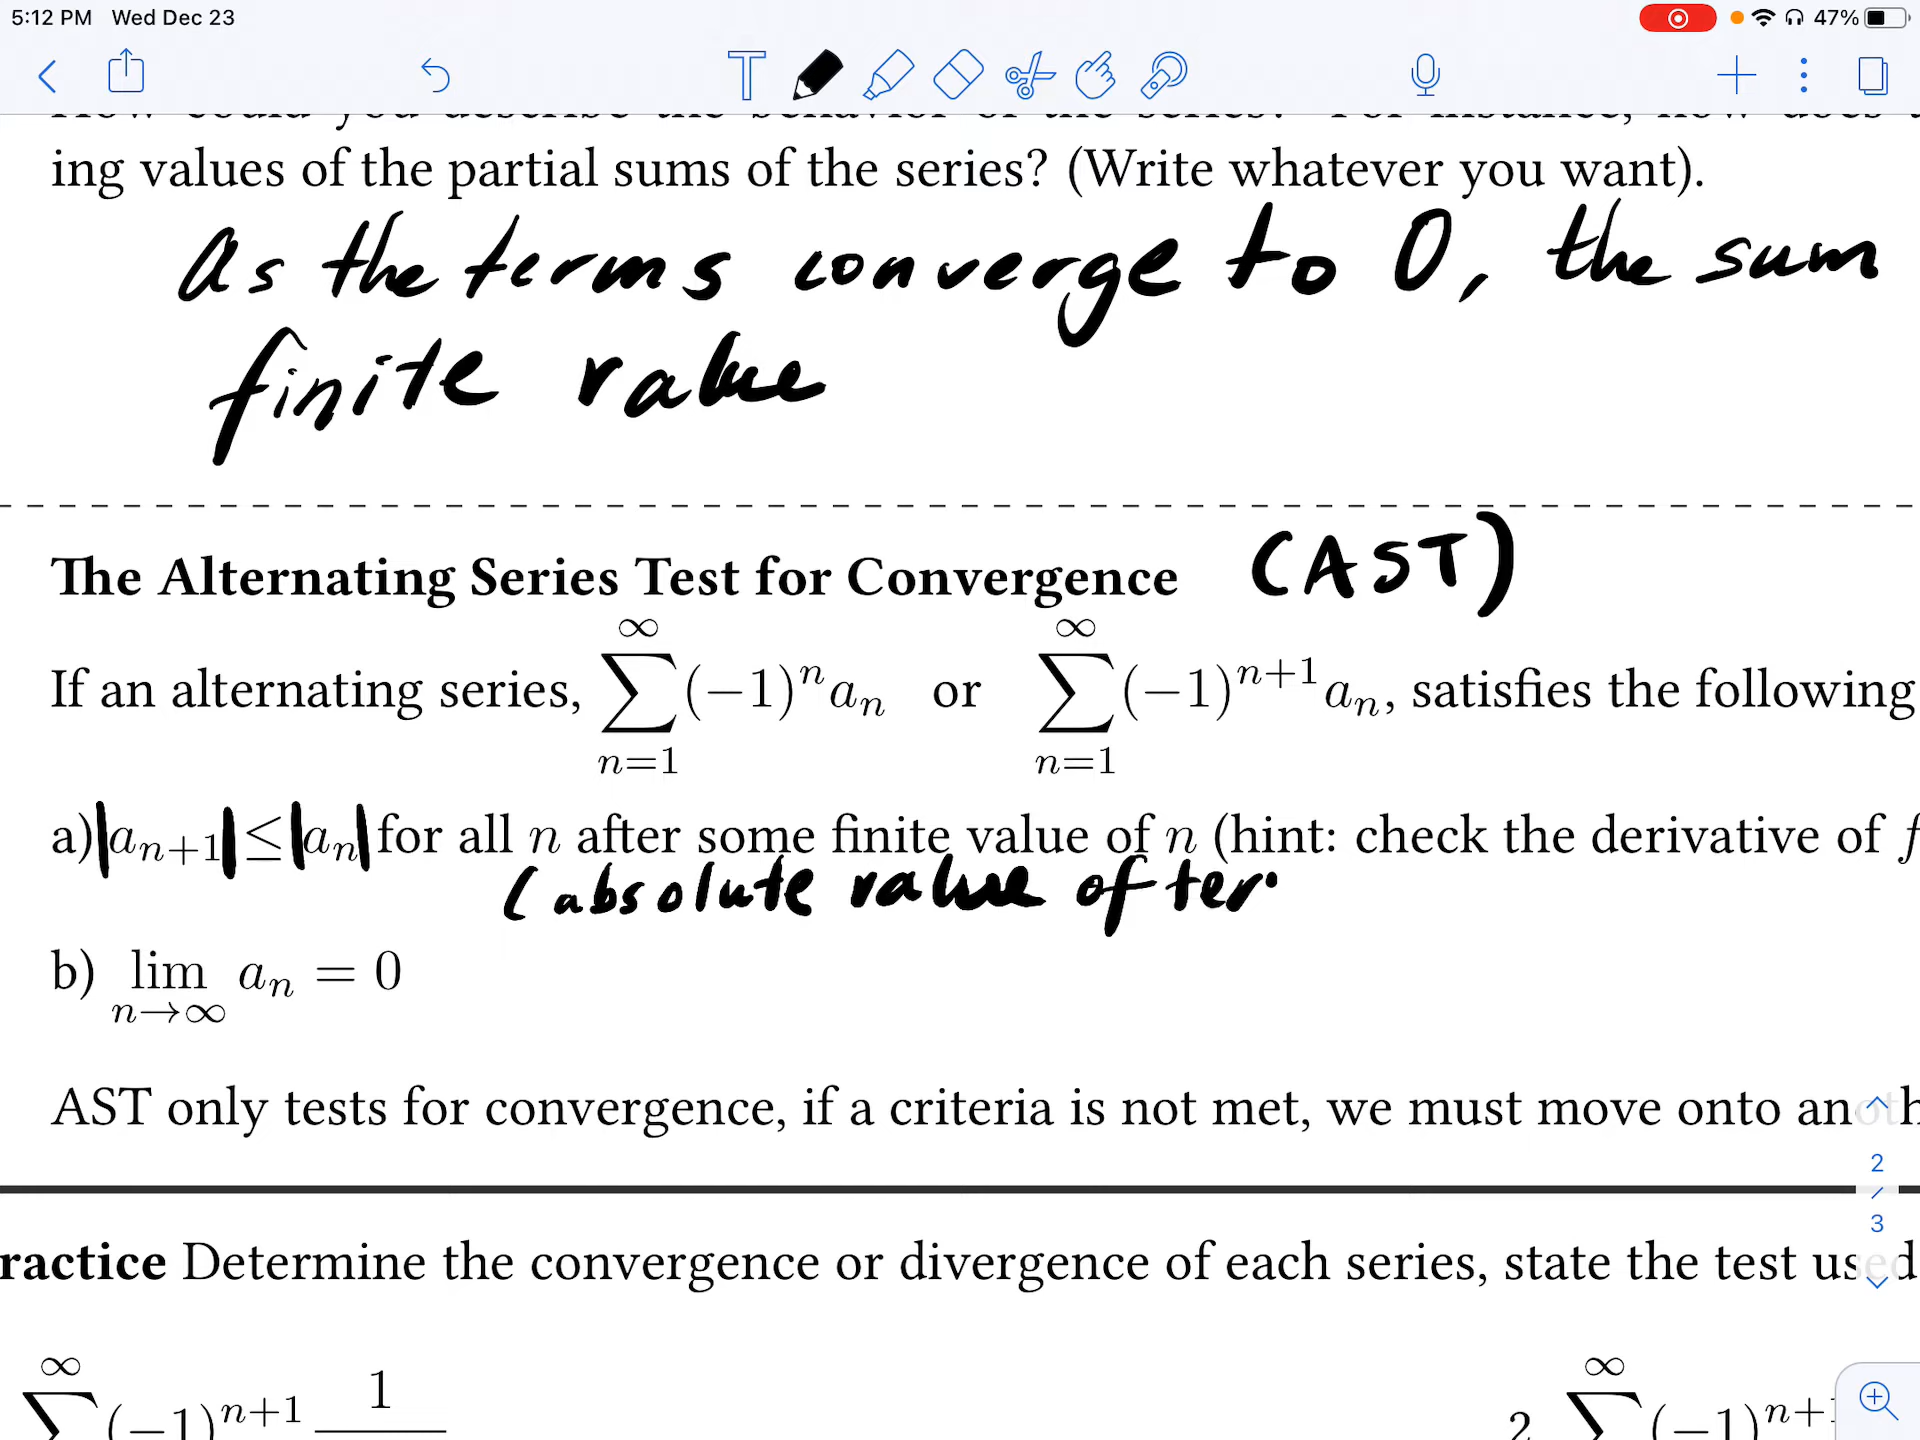 5:12 PM Wed Dec 23 47%
ing values of the partial sums of the series? (Write whatever you want).
As the terms converge to 0, the sum
finite value
The Alternating Series Test for Convergence (AST)
If an alternating series, ∑_{n=1}^{∞} (−1)^n a_n or ∑_{n=1}^{∞} (−1)^{n+1} a_n, satisfies the following
a) |a_{n+1}| ≤ |a_n| for all n after some finite value of n (hint: check the derivative of f
(absolute value of ter
b) lim_{n→∞} a_n = 0
AST only tests for convergence, if a criteria is not met, we must move onto anoth
2 / 3
ractice Determine the convergence or divergence of each series, state the test used
∑^{∞} (−1)^{n+1} 1
2 ∑^{∞} (−1)^{n+1